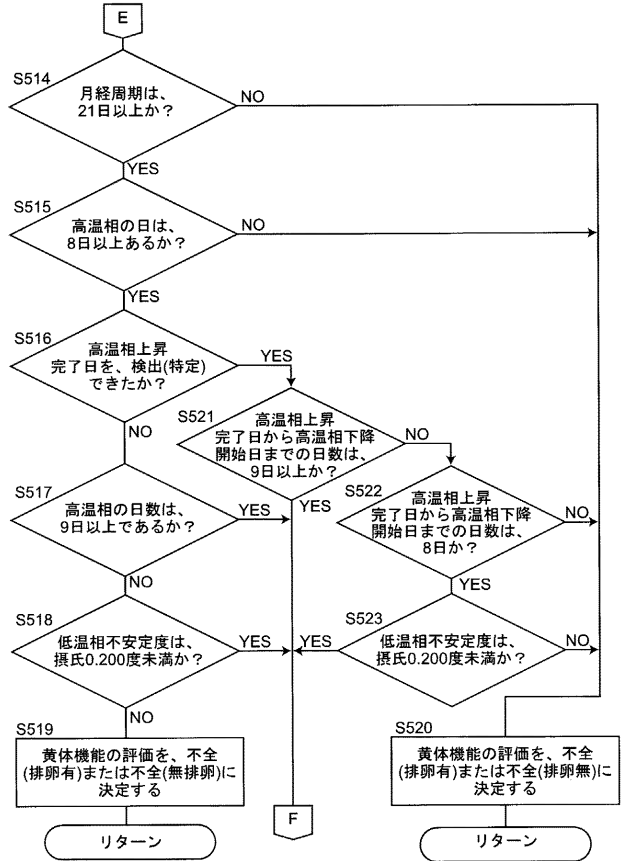 E
S514
月経周期は、
21日以上か？
NO
YES
S515
高温相の日は、
8日以上あるか？
NO
YES
S516
高温相上昇
完了日を、検出(特定)
できたか？
YES
NO
S521
高温相上昇
完了日から高温相下降
開始日までの日数は、
9日以上か？
NO
YES
S517
高温相の日数は、
9日以上であるか？
YES
NO
S522
高温相上昇
完了日から高温相下降
開始日までの日数は、
8日か？
NO
YES
S518
低温相不安定度は、
摂氏0.200度未満か？
YES
NO
S523
低温相不安定度は、
摂氏0.200度未満か？
YES
NO
S519
黄体機能の評価を、不全
(排卵有)または不全(無排卵)に
決定する
リターン
F
S520
黄体機能の評価を、不全
(排卵有)または不全(排卵無)に
決定する
リターン